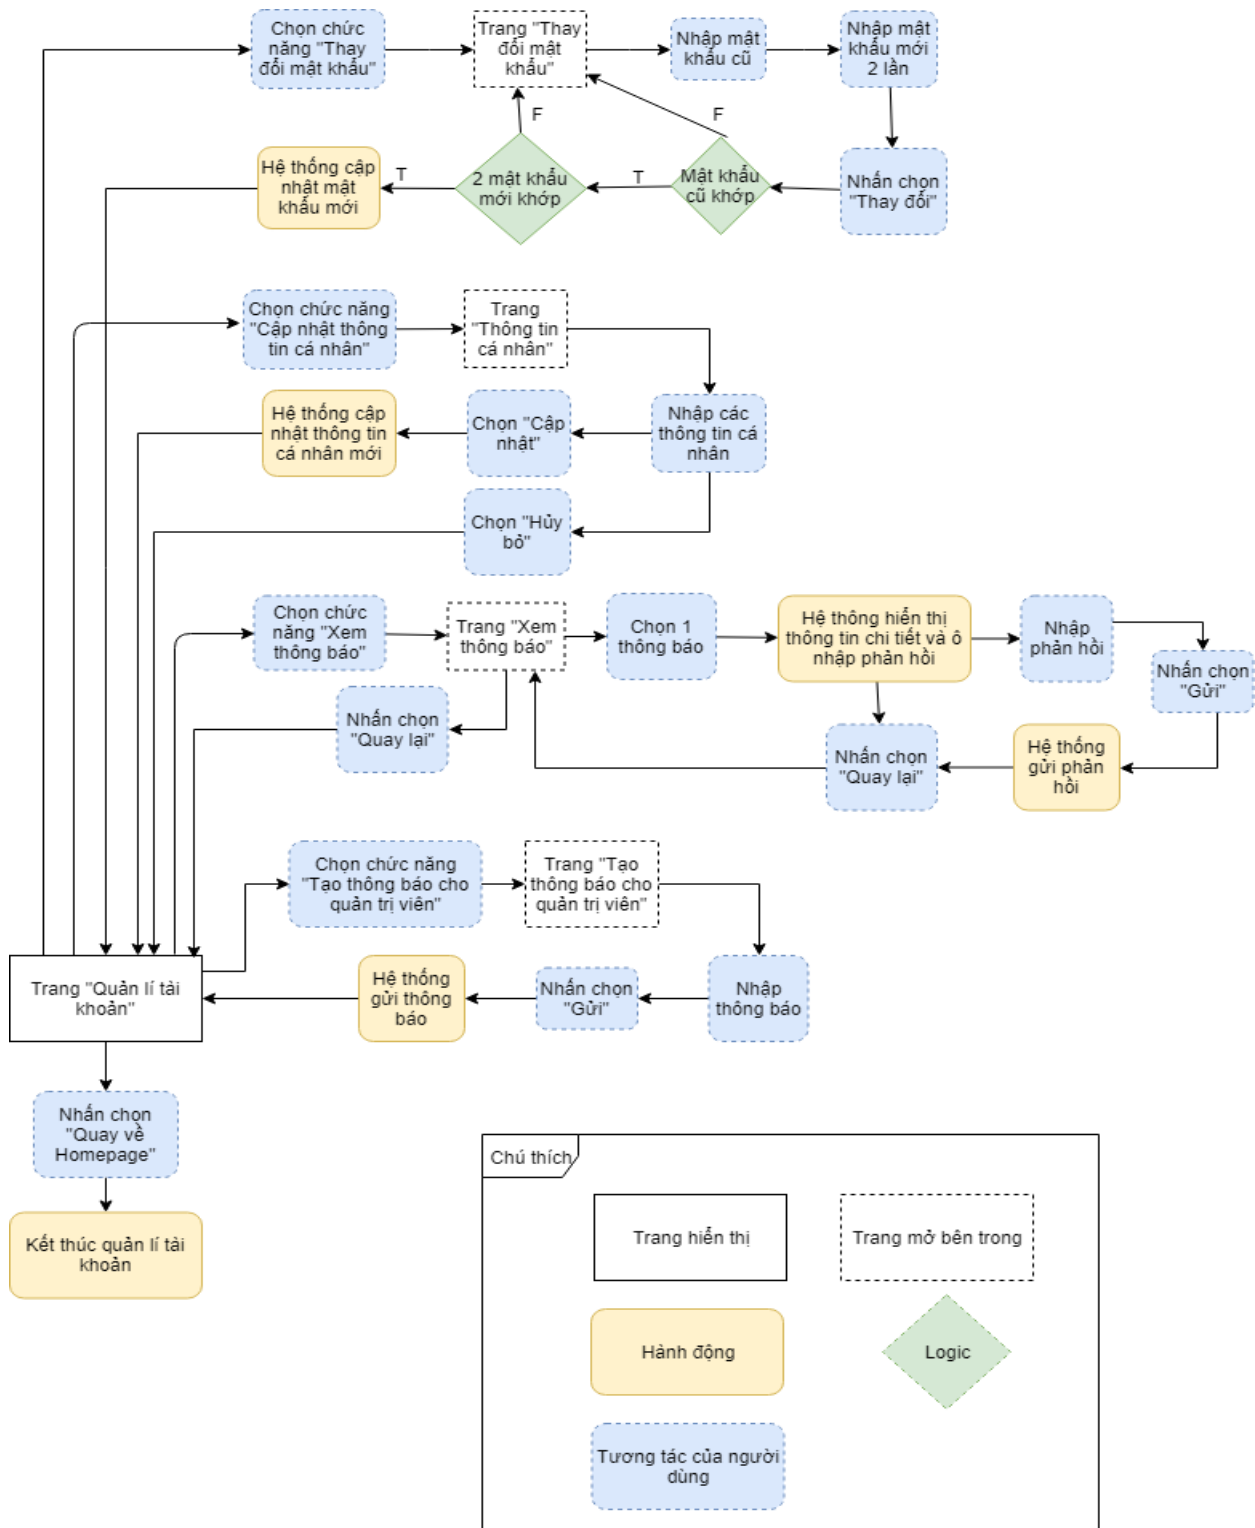 Chọn chức
năng "Thay
đổi mật khẩu"
Trang "Thay
đổi mật
khẩu"
Nhập mật
khẩu cũ
Nhập mật
khẩu mới
2 lần
F
F
Hệ thống cập
nhật mật
khẩu mới
T
2 mật khẩu
mới khớp
T
Mật khẩu
cũ khớp
Nhấn chọn
"Thay đổi"
Chọn chức năng
"Cập nhật thông
tin cá nhân"
Trang
"Thông tin
cá nhân"
Hệ thống cập
nhật thông tin
cá nhân mới
Chọn "Cập
nhật"
Nhập các
thông tin cá
nhân
Chọn "Hủy
bỏ"
Chọn chức
năng "Xem
thông báo"
Trang "Xem
thông báo"
Chọn 1
thông báo
Hệ thông hiển thị
thông tin chi tiết và ô
nhập phản hồi
Nhập
phản hồi
Nhấn chọn
"Gửi"
Nhấn chọn
"Quay lại"
Nhấn chọn
"Quay lại"
Hệ thống
gửi phản
hồi
Chọn chức năng
"Tạo thông báo cho
quản trị viên"
Trang "Tạo
thông báo cho
quản trị viên"
Trang "Quản lí tài
khoản"
Hệ thống
gửi thông
báo
Nhấn chọn
"Gửi"
Nhập
thông báo
Nhấn chọn
"Quay về
Homepage"
Kết thúc quản lí tài
khoản
Chú thích
Trang hiển thị
Trang mở bên trong
Hành động
Logic
Tương tác của người
dùng